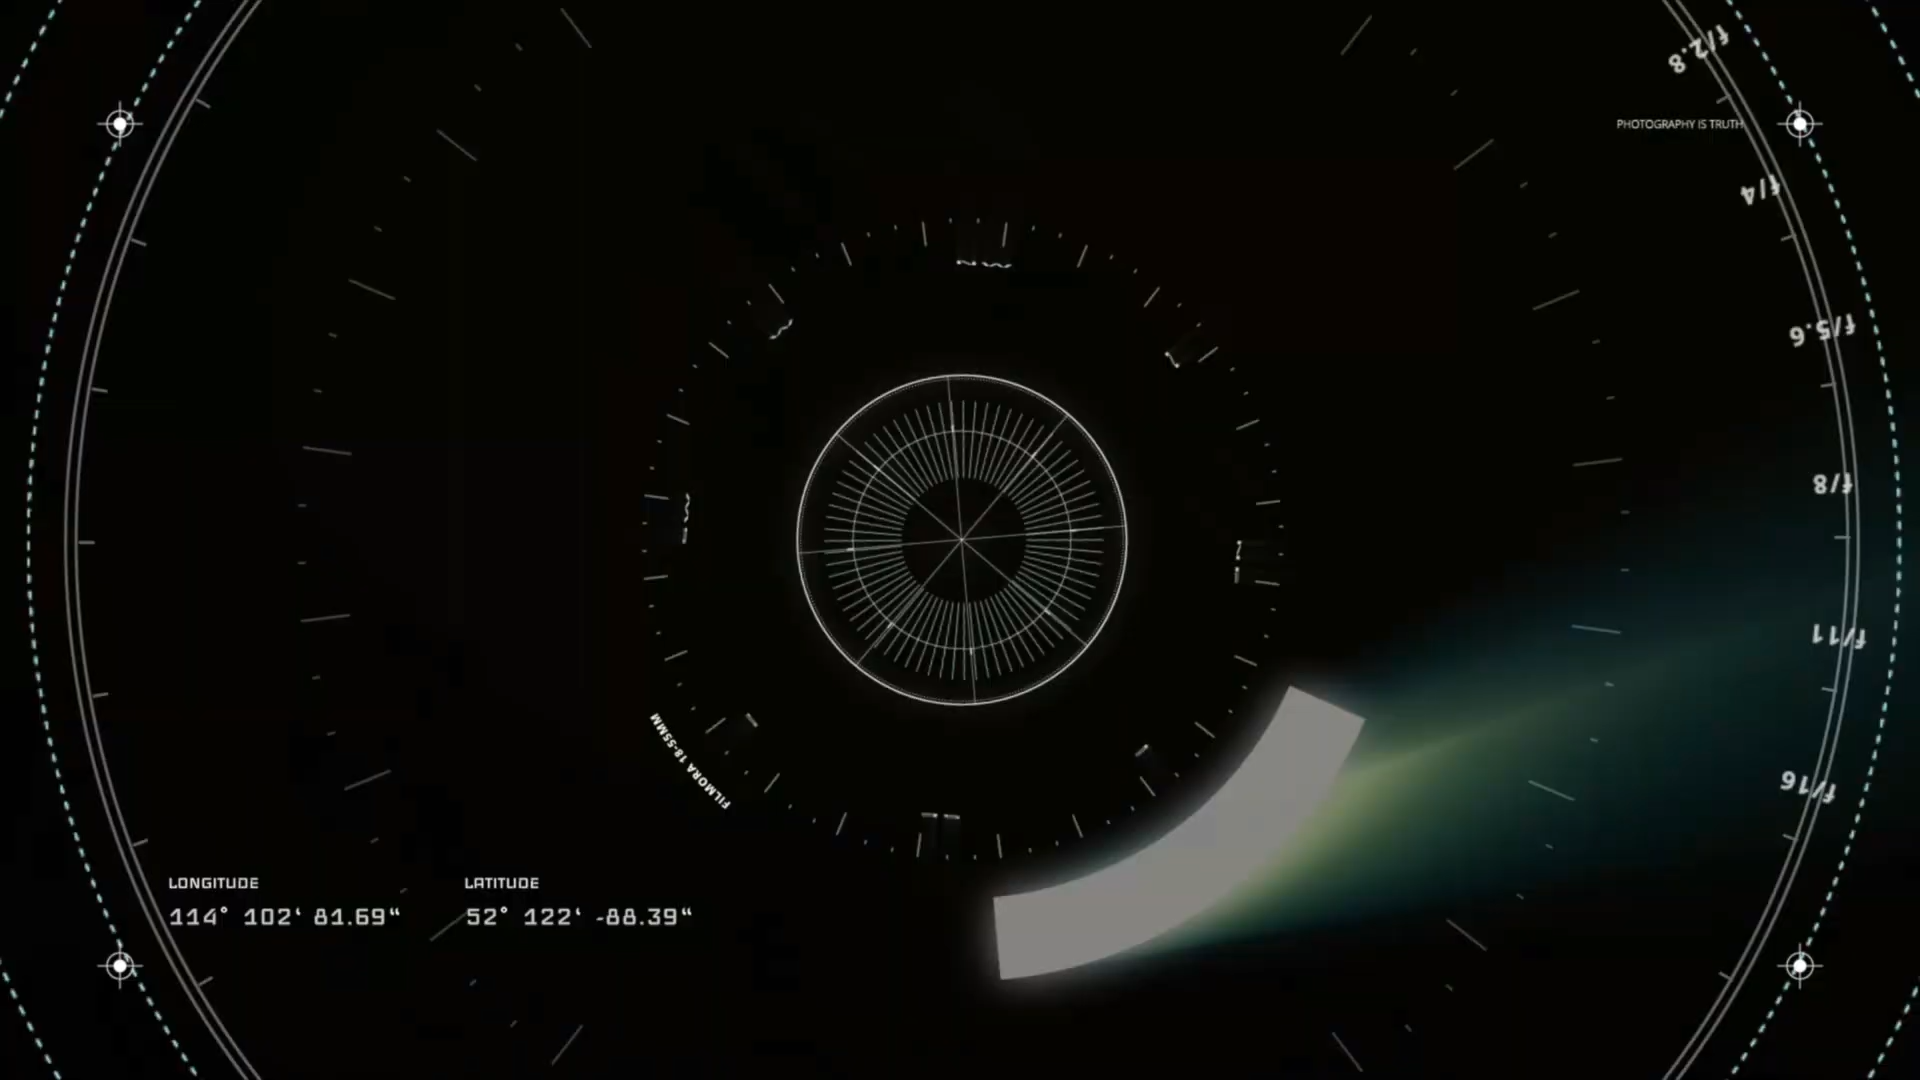 f/2.8
PHOTOGRAPHY IS TRUTH
f/4
f/5.6
f/8
f/11
FILMORA 18-55MM
f/16
LONGITUDE
114° 102‘ 81.69“
LATITUDE
52° 122‘ -88.39“